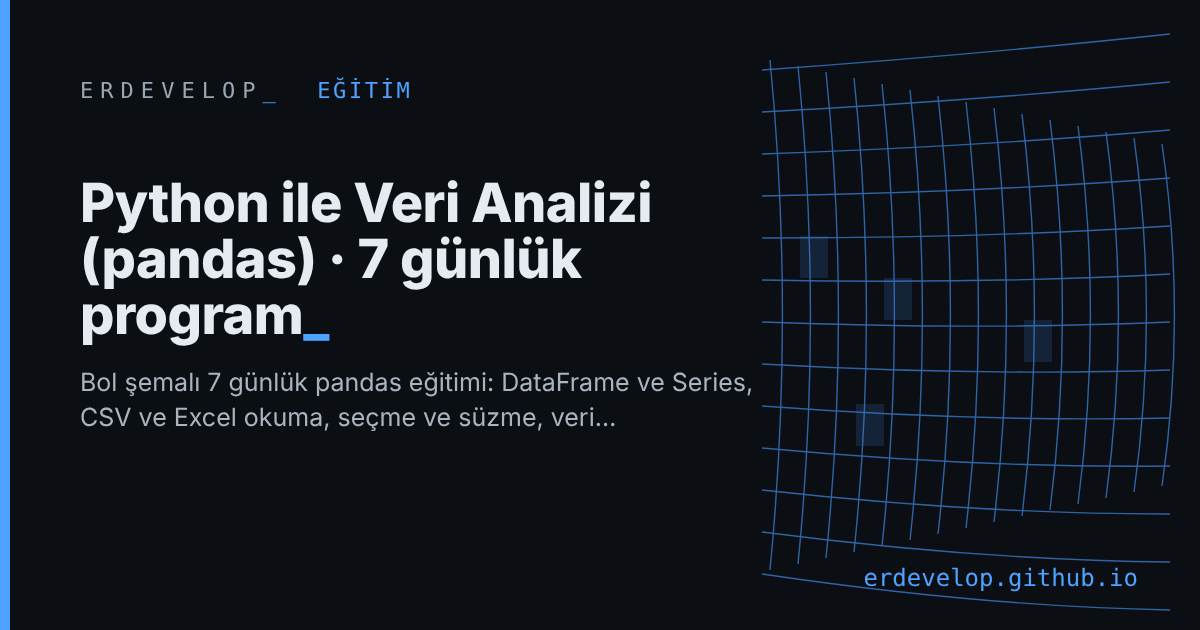 ERDEVELOP_ EĞİTİM
Python ile Veri Analizi
(pandas) · 7 günlük
program_
Bol şemalı 7 günlük pandas eğitimi: DataFrame ve Series,
CSV ve Excel okuma, seçme ve süzme, veri…
erdevelop.github.io